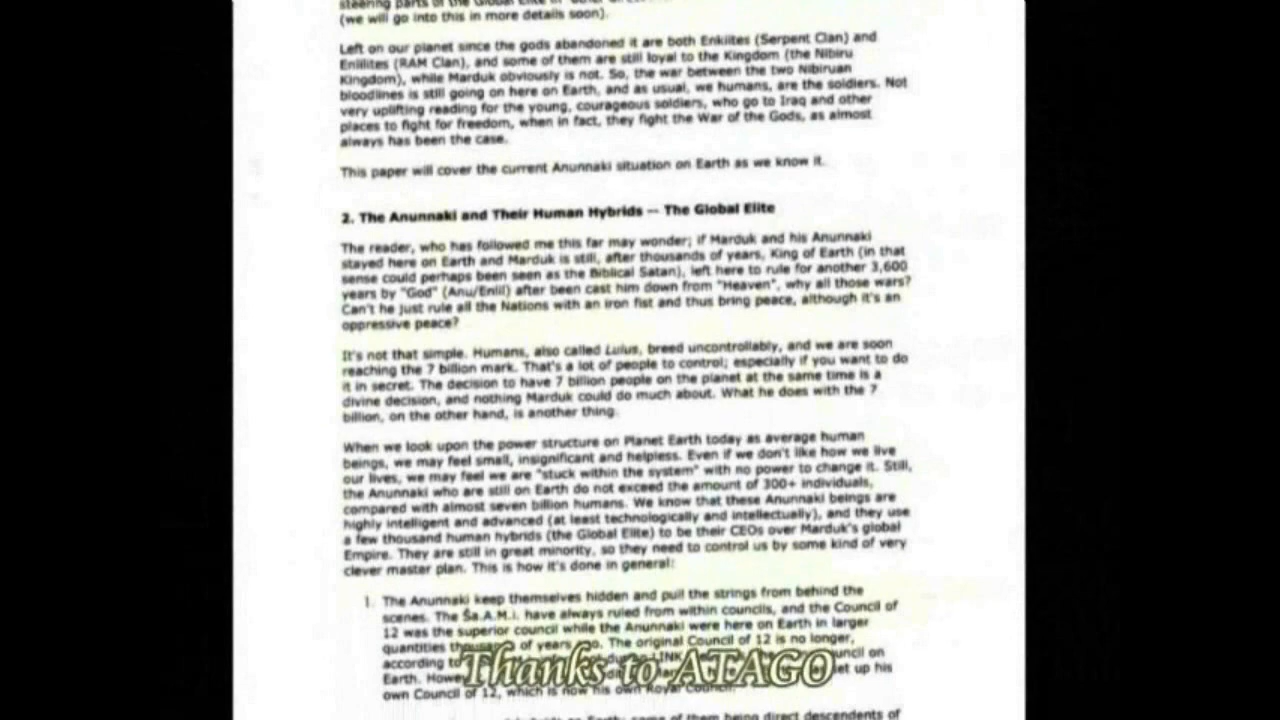 steering parts of the Global Elite in
(we will go into this in more details soon).
Left on our planet since the gods abandoned it are both Enkiites (Serpent Clan) and
Enlilites (RAM Clan), and some of them are still loyal to the Kingdom (the Nibiru
Kingdom), while Marduk obviously is not. So, the war between the two Nibiruan
bloodlines is still going on here on Earth, and as usual, we humans, are the soldiers. Not
very uplifting reading for the young, courageous soldiers, who go to Iraq and other
places to fight for freedom, when in fact, they fight the War of the Gods, as almost
always has been the case.
This paper will cover the current Anunnaki situation on Earth as we know it.
2. The Anunnaki and Their Human Hybrids -- The Global Elite
The reader, who has followed me this far may wonder; if Marduk and his Anunnaki
stayed here on Earth and Marduk is still, after thousands of years, King of Earth (in that
sense could perhaps been seen as the Biblical Satan), left here to rule for another 3,600
years by "God" (Anu/Enlil) after been cast him down from "Heaven", why all those wars?
Can't he just rule all the Nations with an iron fist and thus bring peace, although it's an
oppressive peace?
It's not that simple. Humans, also called Lulus, breed uncontrollably, and we are soon
reaching the 7 billion mark. That's a lot of people to control; especially if you want to do
it in secret. The decision to have 7 billion people on the planet at the same time is a
divine decision, and nothing Marduk could do much about. What he does with the 7
billion, on the other hand, is another thing.
When we look upon the power structure on Planet Earth today as average human
beings, we may feel small, insignificant and helpless. Even if we don't like how we live
our lives, we may feel we are "stuck within the system" with no power to change it. Still,
the Anunnaki who are still on Earth do not exceed the amount of 300+ individuals,
compared with almost seven billion humans. We know that these Anunnaki beings are
highly intelligent and advanced (at least technologically and intellectually), and they use
a few thousand human hybrids (the Global Elite) to be their CEOs over Marduk's global
Empire. They are still in great minority, so they need to control us by some kind of very
clever master plan. This is how it's done in general:
1. The Anunnaki keep themselves hidden and pull the strings from behind the
scenes. The Ša.A.M.i. have always ruled from within councils, and the Council of
12 was the superior council while the Anunnaki were here on Earth in larger
quantities thousands of years ago. The original Council of 12 is no longer,
according to LINK council on
Thanks to ATAGO
Earth. set up his
own Council of 12, which is now his own Royal Council.
on Earth; some of them being direct descendents of